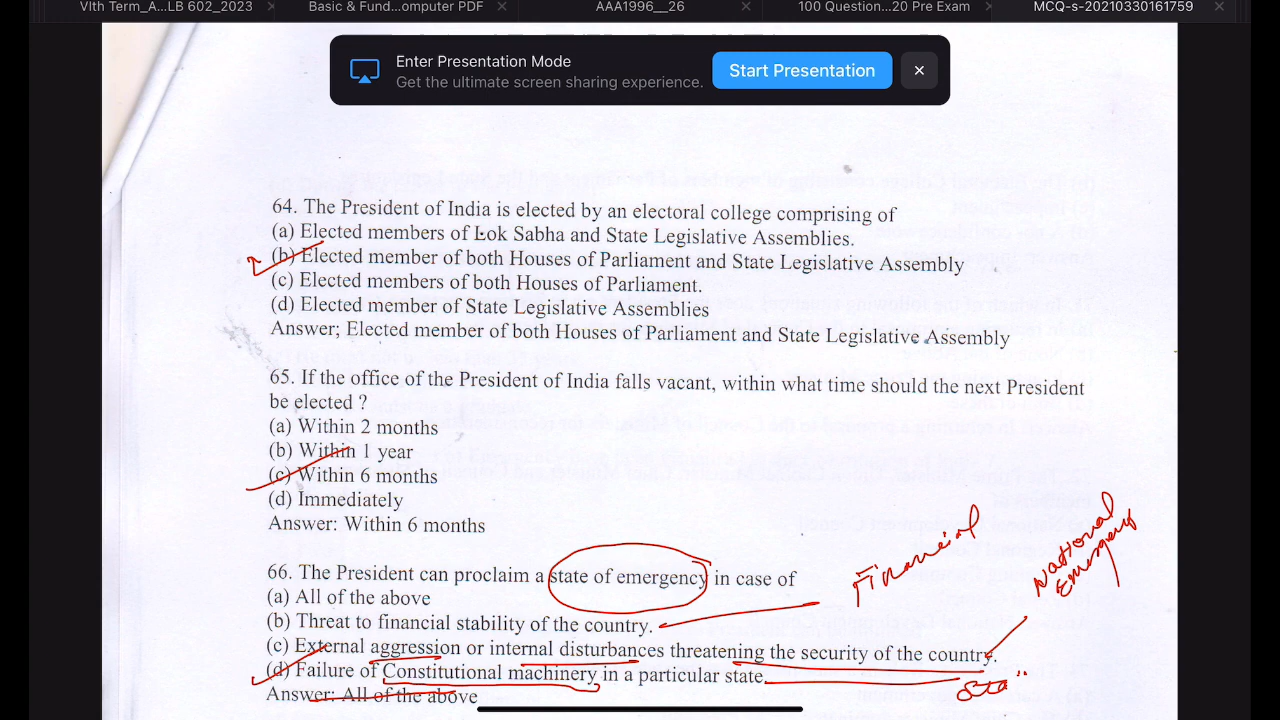 VIth Term_A...LB 602_2023
Basic & Fund...omputer PDF
AAA1996__26
100 Question...20 Pre Exam
MCQ-s-20210330161759
Enter Presentation Mode
Get the ultimate screen sharing experience.
Start Presentation
64. The President of India is elected by an electoral college comprising of
(a) Elected members of Lok Sabha and State Legislative Assemblies.
(b) Elected member of both Houses of Parliament and State Legislative Assembly
(c) Elected members of both Houses of Parliament.
(d) Elected member of State Legislative Assemblies
Answer; Elected member of both Houses of Parliament and State Legislative Assembly
65. If the office of the President of India falls vacant, within what time should the next President
be elected ?
(a) Within 2 months
(b) Within 1 year
(c) Within 6 months
(d) Immediately
Answer: Within 6 months
66. The President can proclaim a state of emergency in case of
(a) All of the above
(b) Threat to financial stability of the country.
Financial
(c) External aggression or internal disturbances threatening the security of the country.
National
Emergency
(d) Failure of Constitutional machinery in a particular state.
Answer: All of the above